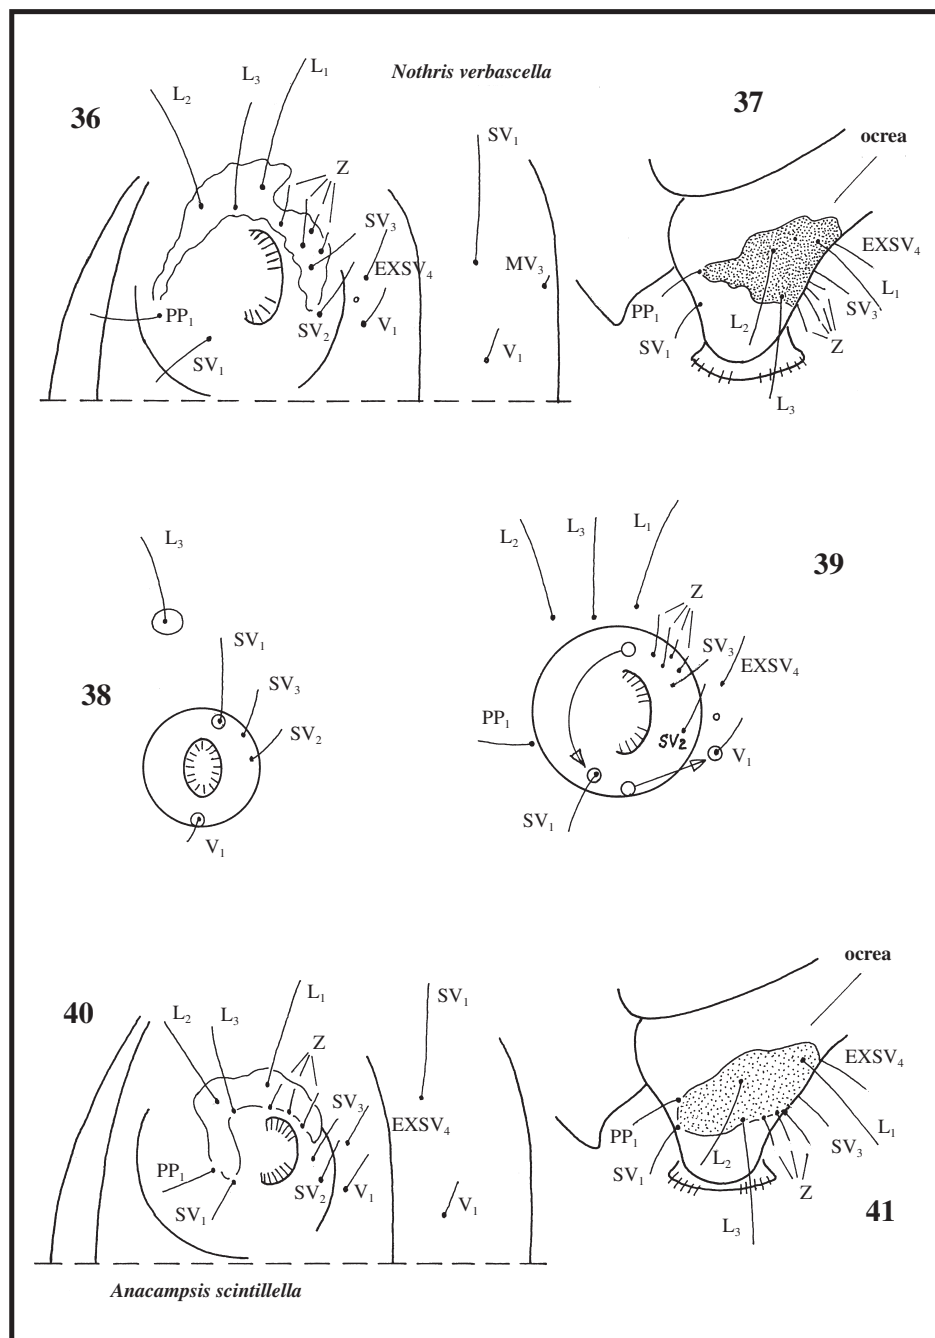 Nothris verbascella
36
L₂
L₃
L₁
Z
SV₃
EXSV₄
PP₁
SV₂
V₁
SV₁
SV₁
MV₃
V₁
37
ocrea
EXSV₄
L₁
PP₁
SV₃
L₂
SV₁
Z
L₃
38
L₃
SV₁
SV₃
SV₂
V₁
39
L₂
L₃
L₁
Z
SV₃
EXSV₄
PP₁
SV2
V₁
SV₁
40
L₂
L₃
L₁
Z
SV₃
EXSV₄
PP₁
SV₂
V₁
SV₁
SV₁
V₁
ocrea
EXSV₄
PP₁
L₁
SV₃
L₂
SV₁
Z
L₃
41
Anacampsis scintillella